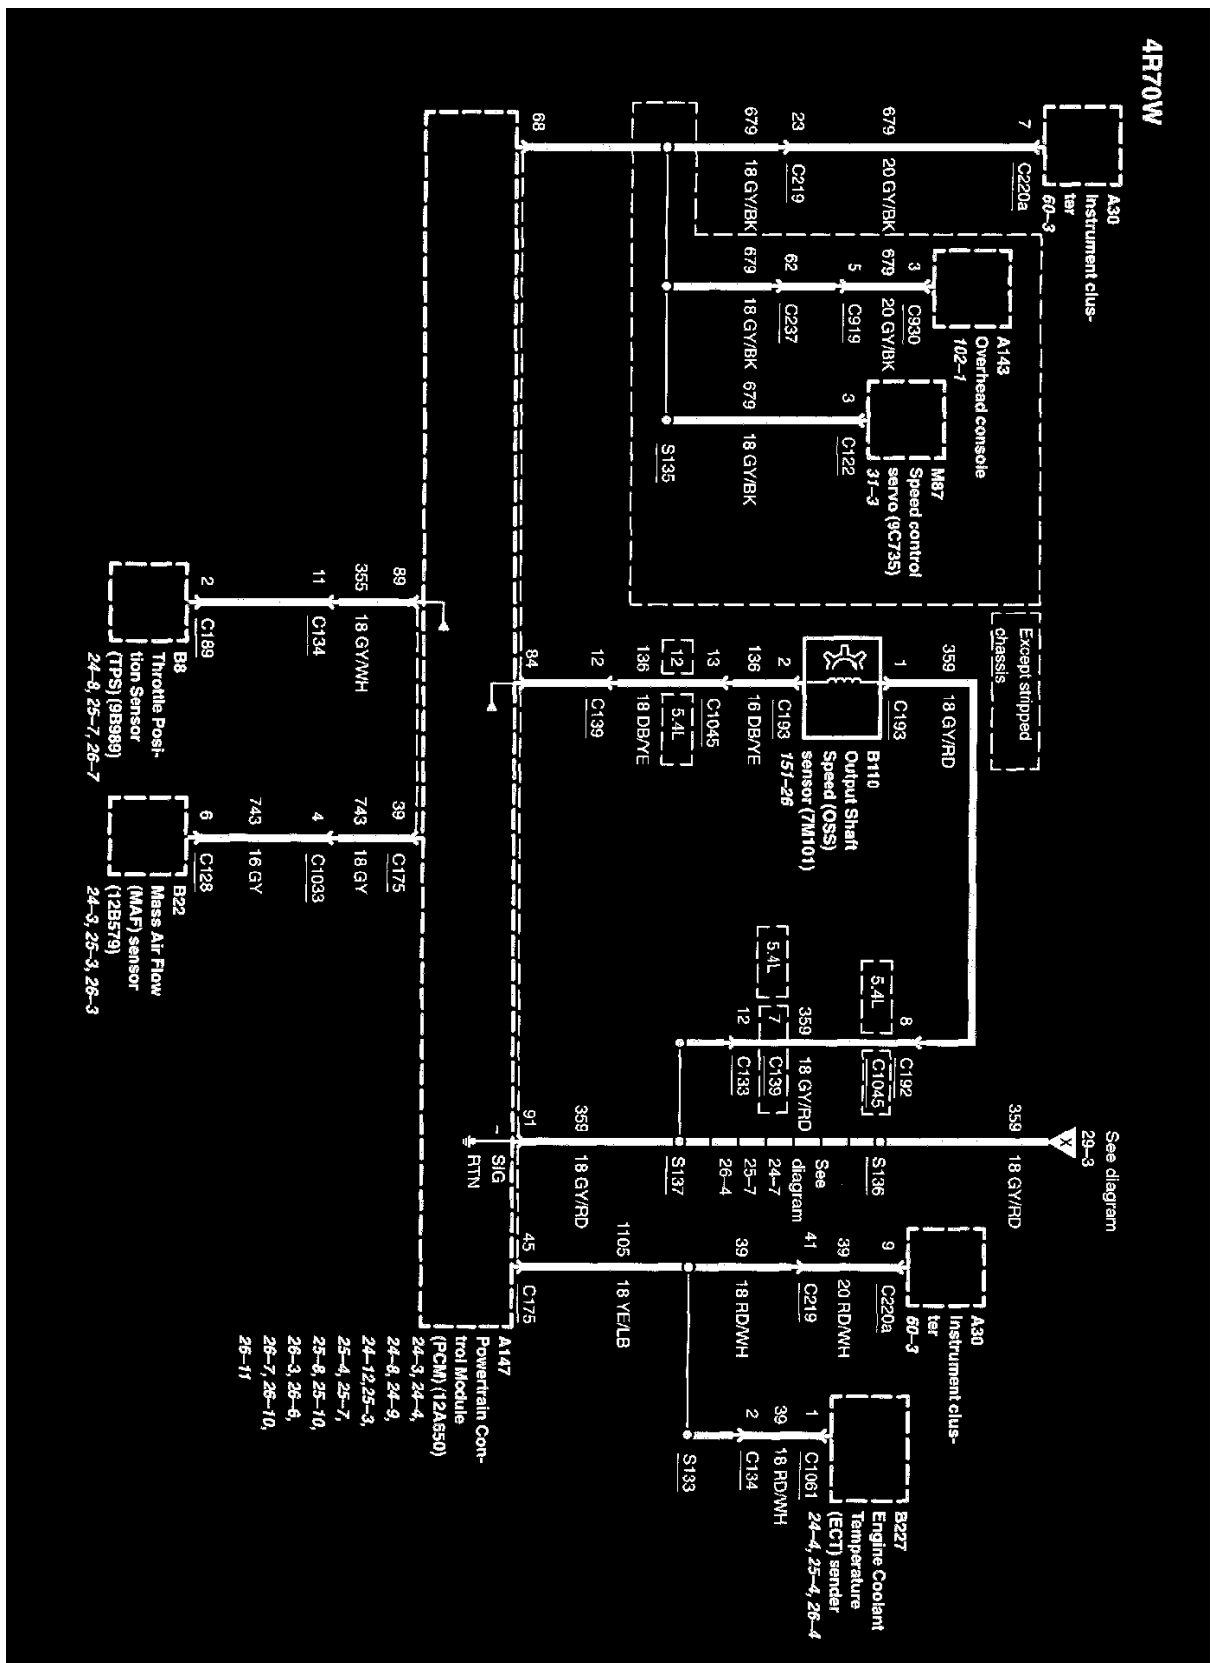 4R70W
A30
Instrument clus-
ter
60–3
7
C220a
679
20 GY/BK
23
C219
679
18 GY/BK
68
A143
Overhead console
102–1
3
C930
679
20 GY/BK
5
C919
62
C237
679
18 GY/BK
M87
Speed control
servo (9C735)
31–3
3
C122
679
18 GY/BK
S135
Except stripped
chassis
359
18 GY/RD
1
C193
B110
Output Shaft
Speed (OSS)
sensor (7M101)
151–26
2
C193
136
16 DB/YE
13
C1045
12
5.4L
136
18 DB/YE
12
C139
84
8
C192
5.4L
C1045
359
18 GY/RD
5.4L
7
C139
12
C133
See diagram
29–3
X
359
18 GY/RD
S136
See
diagram
24–7
25–7
26–4
S137
359
18 GY/RD
91
–
SIG
RTN
A30
Instrument clus-
ter
60–3
9
C220a
39
20 RD/WH
41
C219
39
18 RD/WH
1105
18 YE/LB
45
C175
B227
Engine Coolant
Temperature
(ECT) sender
24–4, 25–4, 26–4
1
C1061
39
18 RD/WH
2
C134
S133
A147
Powertrain Con-
trol Module
(PCM) (12A650)
24–3, 24–4,
24–8, 24–9,
24–12, 25–3,
25–4, 25–7,
25–8, 25–10,
26–3, 26–6,
26–7, 26–10,
26–11
89
355
18 GY/WH
11
C134
2
C189
B8
Throttle Posi-
tion Sensor
(TPS) (9B989)
24–8, 25–7, 26–7
39
C175
743
18 GY
4
C1033
743
16 GY
6
C128
B22
Mass Air Flow
(MAF) sensor
(12B579)
24–3, 25–3, 26–3